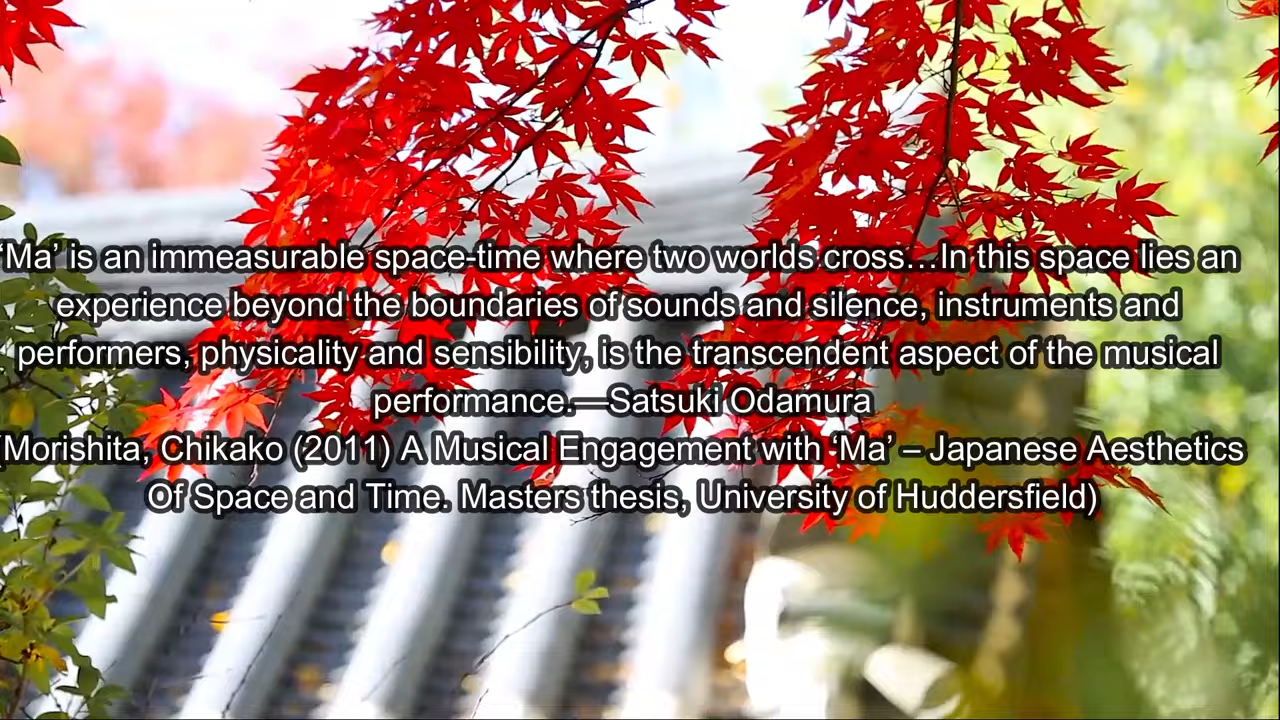 ‘Ma’ is an immeasurable space-time where two worlds cross…In this space lies an
experience beyond the boundaries of sounds and silence, instruments and
performers, physicality and sensibility, is the transcendent aspect of the musical
performance.—Satsuki Odamura
(Morishita, Chikako (2011) A Musical Engagement with ‘Ma’ – Japanese Aesthetics
Of Space and Time. Masters thesis, University of Huddersfield)